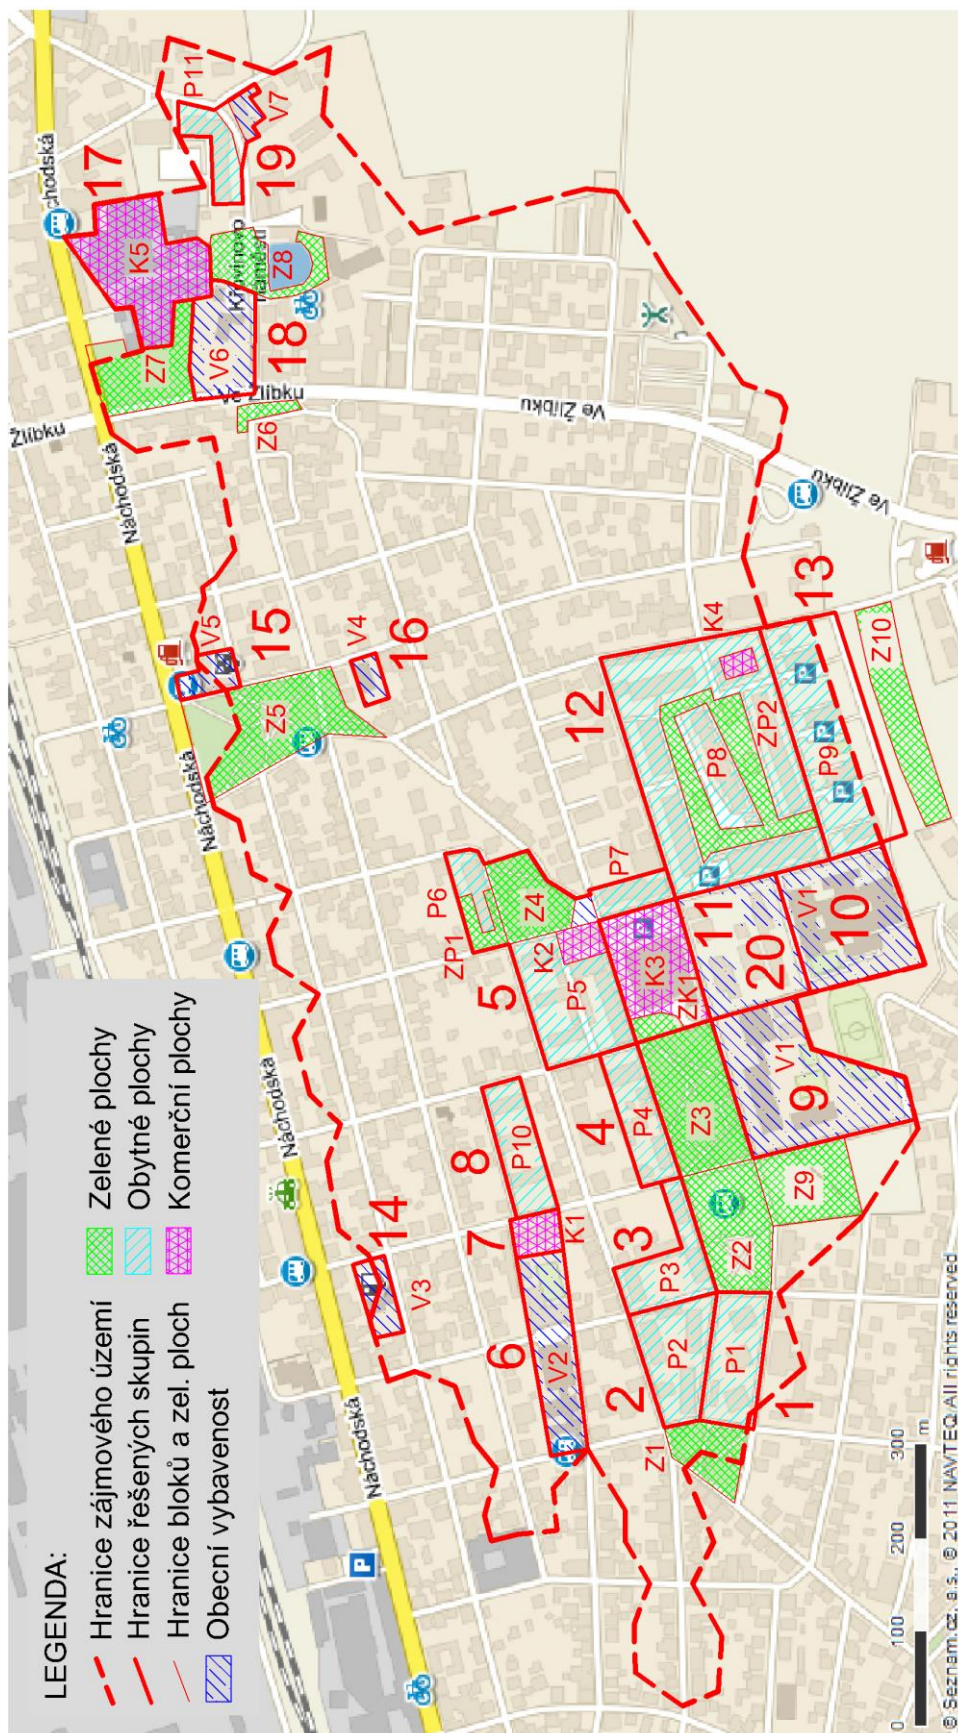 LEGENDA:
Hranice zájmového území
Hranice řešených skupin
Hranice bloků a zel. ploch
Obecní vybavenost
Zelené plochy
Obytné plochy
Komerční plochy
Náchodská
Náchodská
Náchodská
Náchodská
chodská
Žlíbku
Ve Žlíbku
Ve Žlíbku
Ve Žlíbku
Křovinovo
náměstí
17
K5
P11
V7
19
Z8
Z7
V6
18
Z6
V5
15
V4
16
Z5
14
V3
P6
ZP1
Z4
P7
5
K2
P5
12
K4
13
Z10
P8
ZP2
P9
K3
ZK1
11
20
V1
10
8
P10
7
K1
6
V2
4
P4
Z3
V1
9
3
P3
Z2
Z9
2
P2
P1
1
Z1
0 100 200 300
m
© Seznam.cz, a.s., © 2011 NAVTEQ All rights reserved